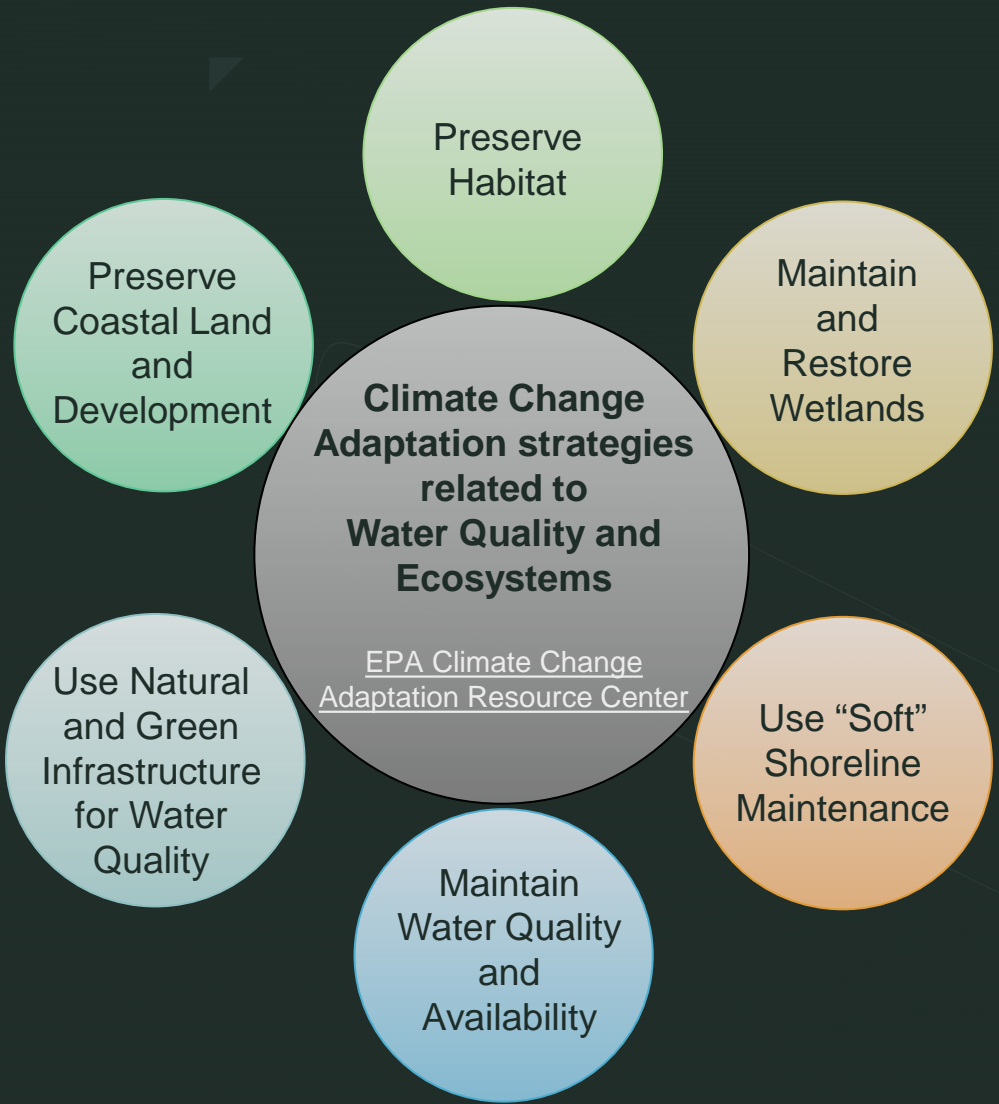 Preserve
Habitat
Preserve
Coastal Land
and
Development
Maintain
and
Restore
Wetlands
Climate Change
Adaptation strategies
related to
Water Quality and
Ecosystems
EPA Climate Change
Adaptation Resource Center
Use Natural
and Green
Infrastructure
for Water
Quality
Use “Soft”
Shoreline
Maintenance
Maintain
Water Quality
and
Availability